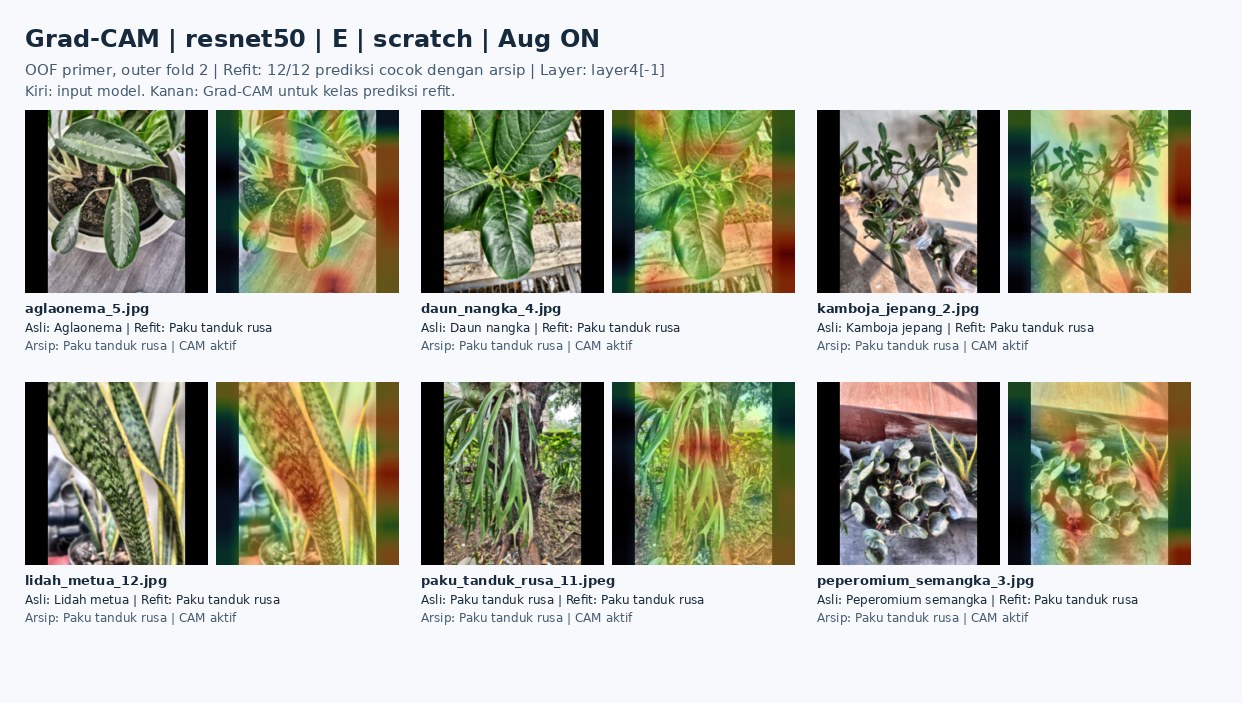 Grad-CAM | resnet50 | E | scratch | Aug ON
OOF primer, outer fold 2 | Refit: 12/12 prediksi cocok dengan arsip | Layer: layer4[-1]
Kiri: input model. Kanan: Grad-CAM untuk kelas prediksi refit.
aglaonema_5.jpg
Asli: Aglaonema | Refit: Paku tanduk rusa
Arsip: Paku tanduk rusa | CAM aktif
daun_nangka_4.jpg
Asli: Daun nangka | Refit: Paku tanduk rusa
Arsip: Paku tanduk rusa | CAM aktif
kamboja_jepang_2.jpg
Asli: Kamboja jepang | Refit: Paku tanduk rusa
Arsip: Paku tanduk rusa | CAM aktif
lidah_metua_12.jpg
Asli: Lidah metua | Refit: Paku tanduk rusa
Arsip: Paku tanduk rusa | CAM aktif
paku_tanduk_rusa_11.jpeg
Asli: Paku tanduk rusa | Refit: Paku tanduk rusa
Arsip: Paku tanduk rusa | CAM aktif
peperomium_semangka_3.jpg
Asli: Peperomium semangka | Refit: Paku tanduk rusa
Arsip: Paku tanduk rusa | CAM aktif